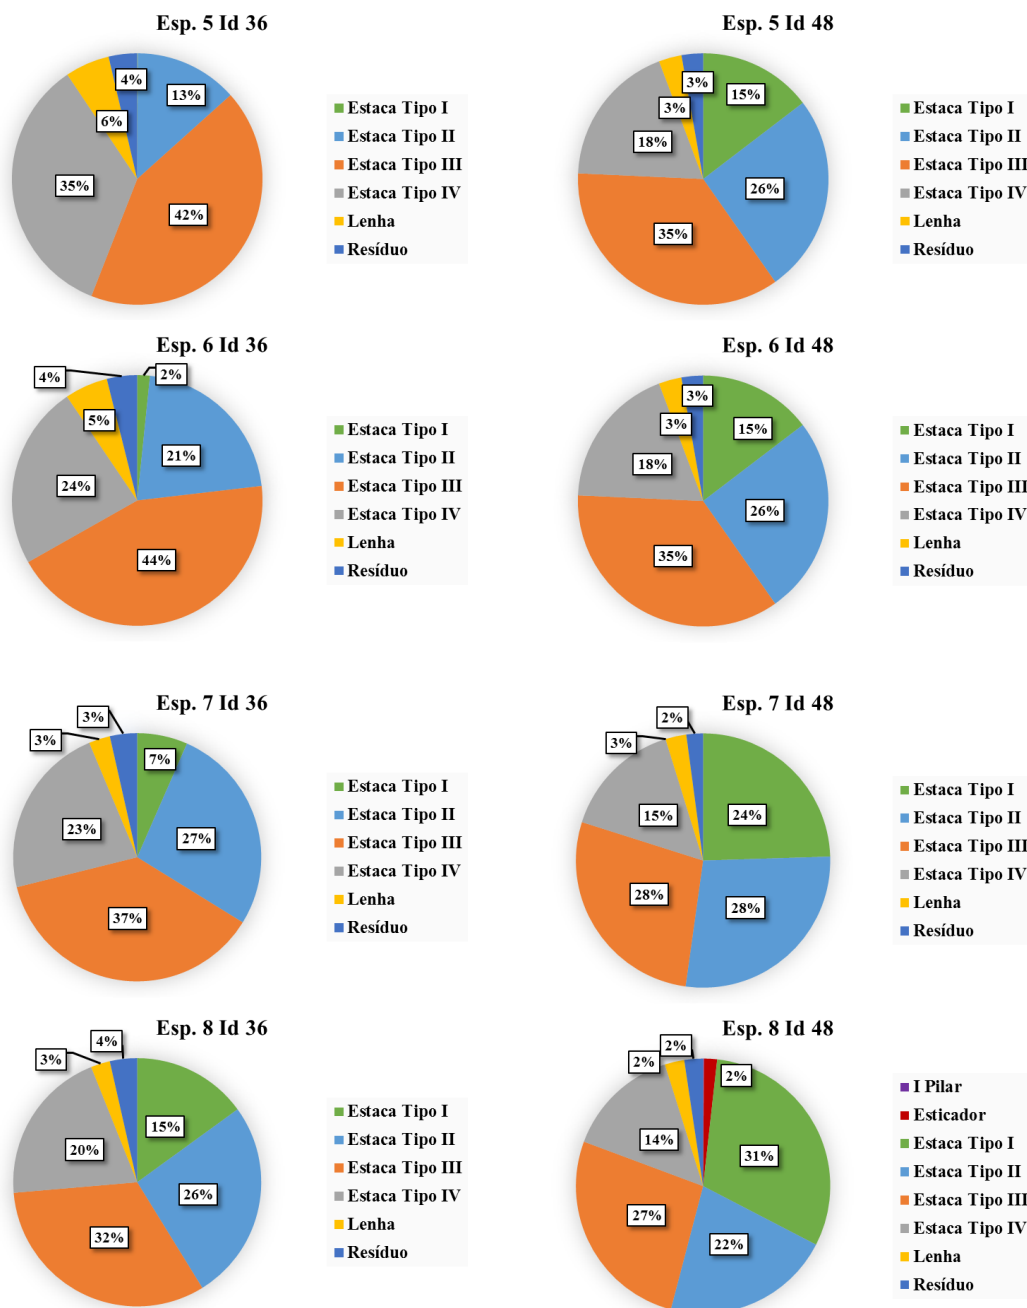 Esp. 5 Id 36
4%
13%
6%
35%
42%
Estaca Tipo I
Estaca Tipo II
Estaca Tipo III
Estaca Tipo IV
Lenha
Resíduo
Esp. 5 Id 48
3%
15%
3%
18%
26%
35%
Estaca Tipo I
Estaca Tipo II
Estaca Tipo III
Estaca Tipo IV
Lenha
Resíduo
Esp. 6 Id 36
4%
2%
5%
21%
24%
44%
Estaca Tipo I
Estaca Tipo II
Estaca Tipo III
Estaca Tipo IV
Lenha
Resíduo
Esp. 6 Id 48
3%
15%
3%
18%
26%
35%
Estaca Tipo I
Estaca Tipo II
Estaca Tipo III
Estaca Tipo IV
Lenha
Resíduo
Esp. 7 Id 36
3%
3%
7%
23%
27%
37%
Estaca Tipo I
Estaca Tipo II
Estaca Tipo III
Estaca Tipo IV
Lenha
Resíduo
Esp. 7 Id 48
2%
3%
24%
15%
28%
28%
Estaca Tipo I
Estaca Tipo II
Estaca Tipo III
Estaca Tipo IV
Lenha
Resíduo
Esp. 8 Id 36
4%
3%
15%
20%
26%
32%
Estaca Tipo I
Estaca Tipo II
Estaca Tipo III
Estaca Tipo IV
Lenha
Resíduo
Esp. 8 Id 48
2%
2%
2%
14%
31%
27%
22%
I Pilar
Esticador
Estaca Tipo I
Estaca Tipo II
Estaca Tipo III
Estaca Tipo IV
Lenha
Resíduo